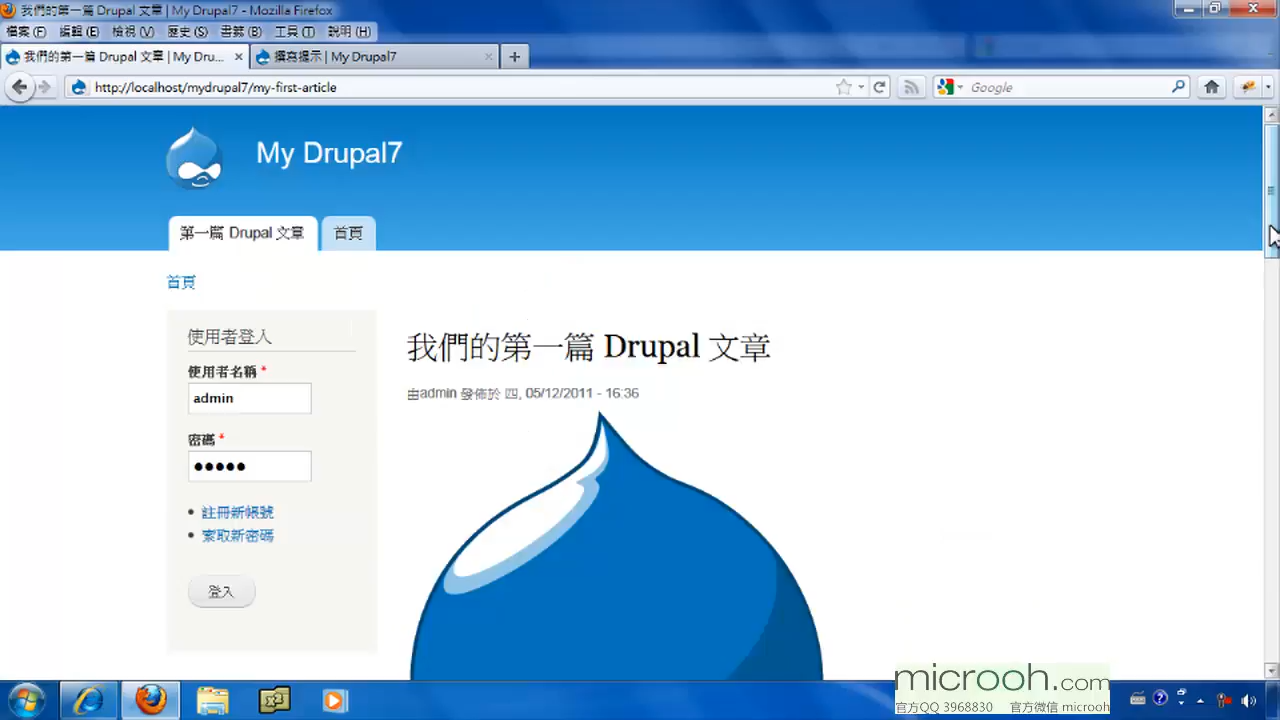 我們的第一篇 Drupal 文章 | My Drupal7 - Mozilla Firefox
檔案 (F) 編輯 (E) 檢視 (V) 歷史 (S) 書籤 (B) 工具 (T) 說明 (H)
我們的第一篇 Drupal 文章 | My Dru... × 撰寫提示 | My Drupal7 × +
http://localhost/mydrupal7/my-first-article Google
My Drupal7
第一篇 Drupal 文章 首頁
首頁
使用者登入
使用者名稱 *
admin
密碼 *
●●●●●
註冊新帳號
索取新密碼
登入
我們的第一篇 Drupal 文章
由admin 發佈於 四, 05/12/2011 - 16:36
microoh.com
官方QQ 3968830 官方微信 microoh